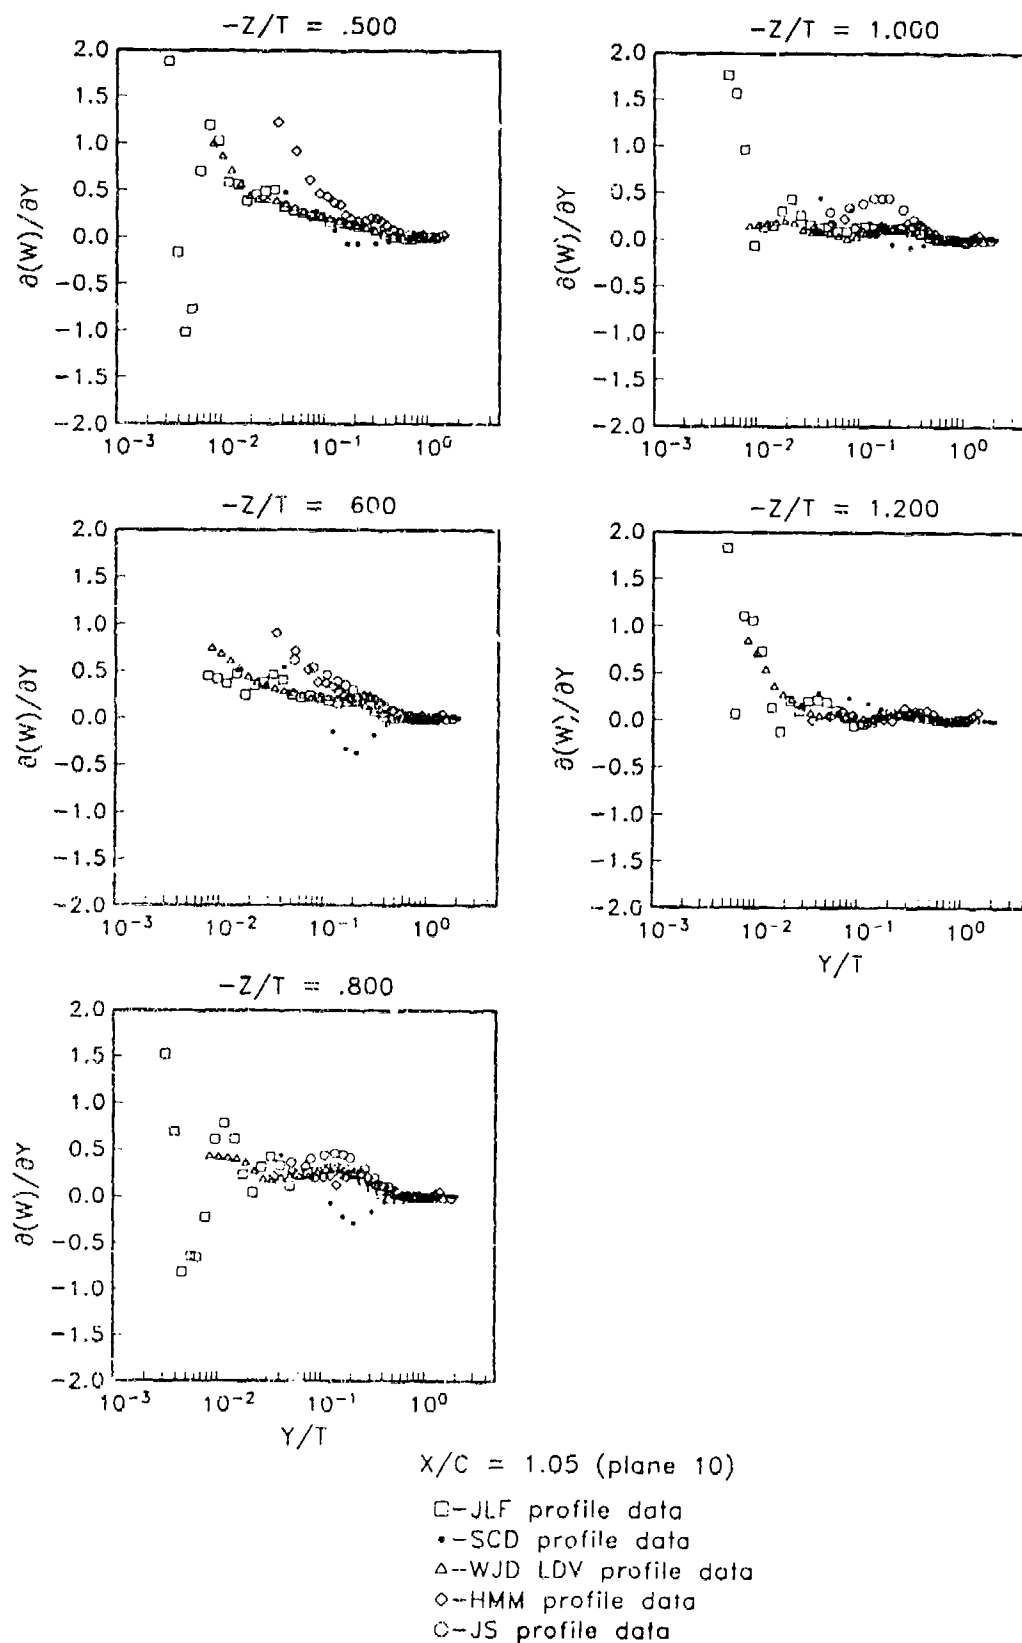 -Z/T = .500
2.0
1.5
1.0
0.5
0.0
-0.5
-1.0
-1.5
-2.0
∂(W)/∂Y
10⁻³ 10⁻² 10⁻¹ 10⁰
-Z/T = 600
2.0
1.5
1.0
0.5
0.0
-0.5
-1.0
-1.5
-2.0
∂(W)/∂Y
10⁻³ 10⁻² 10⁻¹ 10⁰
-Z/T = .800
2.0
1.5
1.0
0.5
0.0
-0.5
-1.0
-1.5
-2.0
∂(W)/∂Y
10⁻³ 10⁻² 10⁻¹ 10⁰
Y/T
-Z/T = 1.000
2.0
1.5
1.0
0.5
0.0
-0.5
-1.0
-1.5
-2.0
∂(W)/∂Y
10⁻³ 10⁻² 10⁻¹ 10⁰
-Z/T = 1.200
2.0
1.5
1.0
0.5
0.0
-0.5
-1.0
-1.5
-2.0
∂(W)/∂Y
10⁻³ 10⁻² 10⁻¹ 10⁰
Y/T
X/C = 1.05 (plane 10)
□-JLF profile data
•-SCD profile data
△--WJD LDV profile data
◇-HMM profile data
○-JS profile data